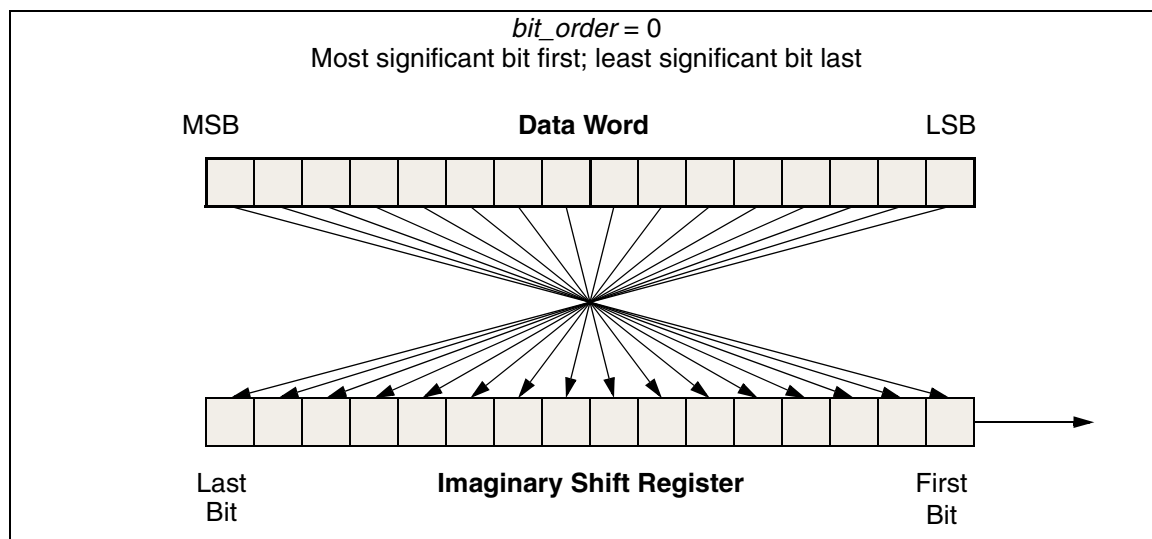 bit_order = 0
Most significant bit first; least significant bit last
MSB Data Word LSB
Last Bit
Imaginary Shift Register
First Bit